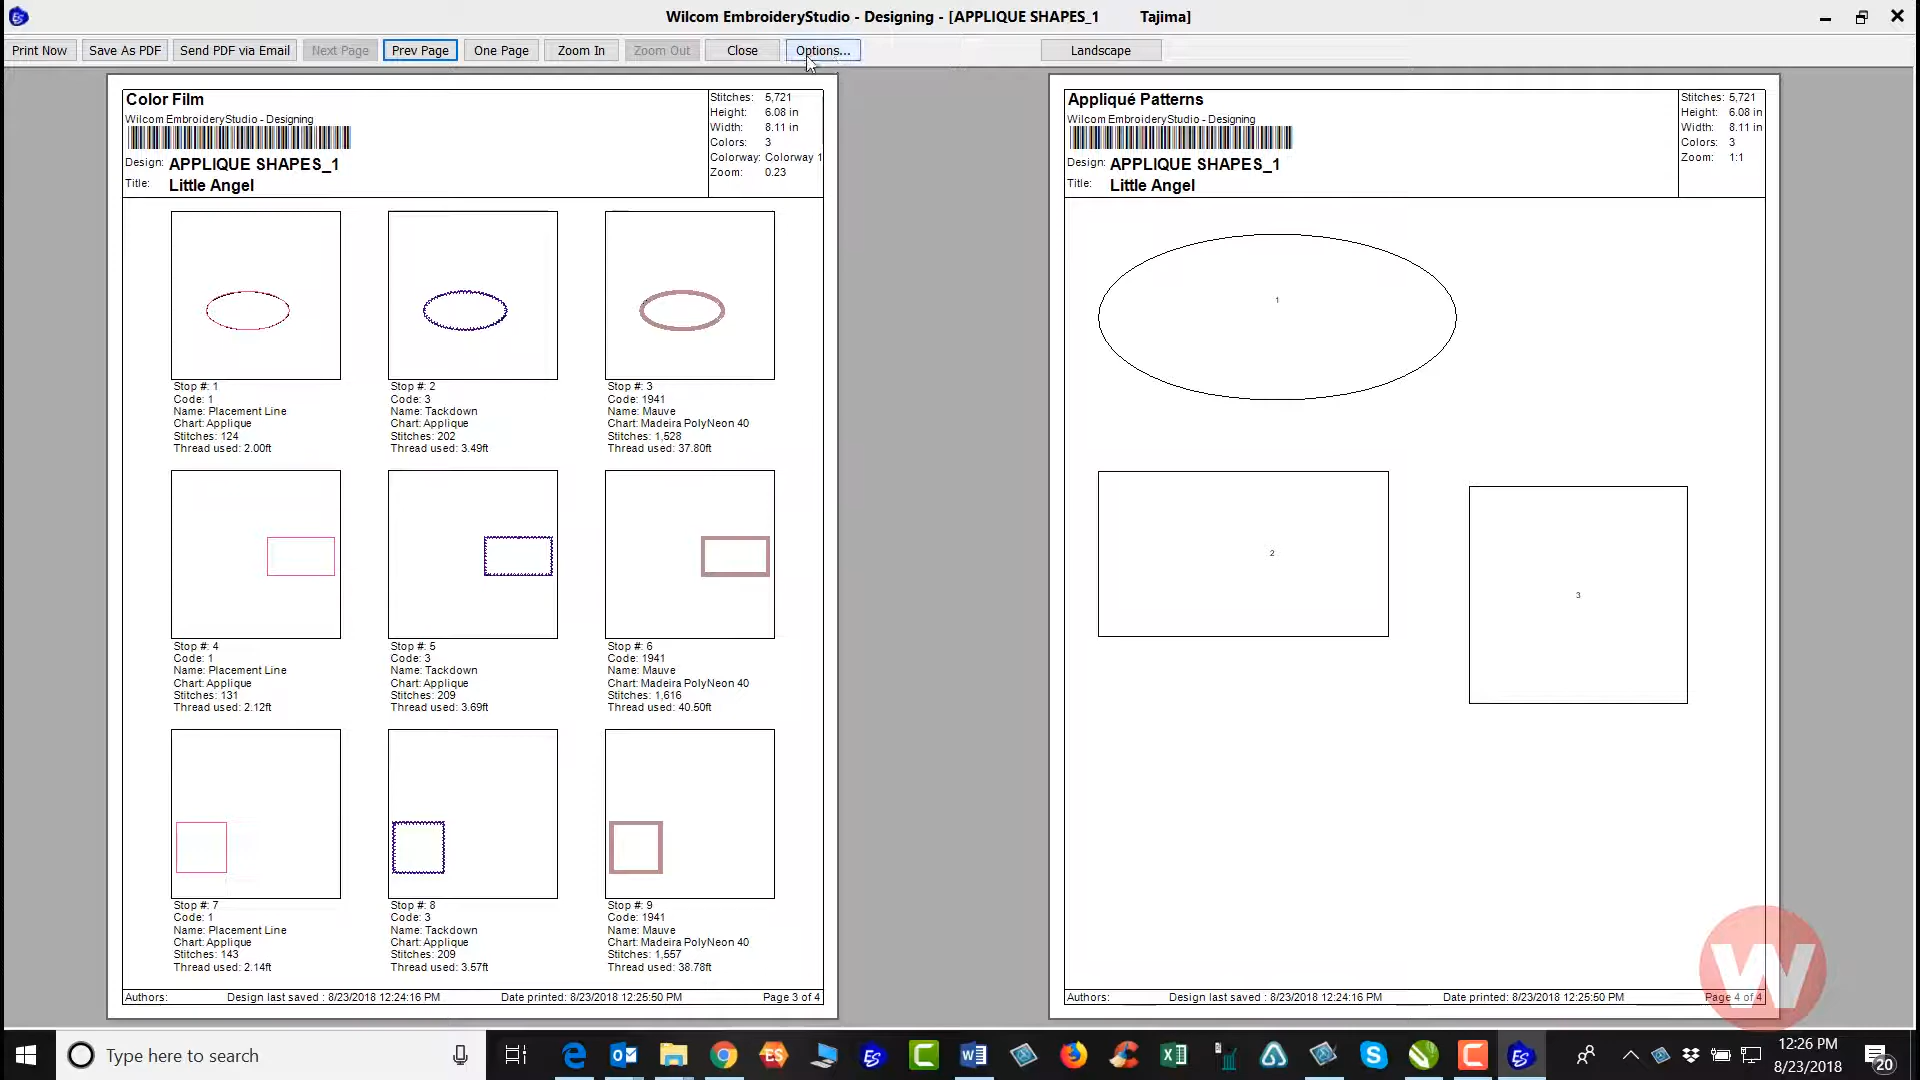 Wilcom EmbroideryStudio - Designing - [APPLIQUE SHAPES_1 Tajima]
Print Now Save As PDF Send PDF via Email Next Page Prev Page One Page Zoom In Zoom Out Close Options... Landscape
Color Film
Wilcom EmbroideryStudio - Designing
Design: APPLIQUE SHAPES_1
Title: Little Angel
Stitches: 5,721
Height: 6.08 in
Width: 8.11 in
Colors: 3
Colorway: Colorway 1
Zoom: 0.23
Stop #: 1
Code: 1
Name: Placement Line
Chart: Applique
Stitches: 124
Thread used: 2.00ft
Stop #: 2
Code: 3
Name: Tackdown
Chart: Applique
Stitches: 202
Thread used: 3.49ft
Stop #: 3
Code: 1941
Name: Mauve
Chart: Madeira PolyNeon 40
Stitches: 1,528
Thread used: 37.80ft
Stop #: 4
Code: 1
Name: Placement Line
Chart: Applique
Stitches: 131
Thread used: 2.12ft
Stop #: 5
Code: 3
Name: Tackdown
Chart: Applique
Stitches: 209
Thread used: 3.69ft
Stop #: 6
Code: 1941
Name: Mauve
Chart: Madeira PolyNeon 40
Stitches: 1,616
Thread used: 40.50ft
Stop #: 7
Code: 1
Name: Placement Line
Chart: Applique
Stitches: 143
Thread used: 2.14ft
Stop #: 8
Code: 3
Name: Tackdown
Chart: Applique
Stitches: 209
Thread used: 3.57ft
Stop #: 9
Code: 1941
Name: Mauve
Chart: Madeira PolyNeon 40
Stitches: 1,557
Thread used: 38.78ft
Authors: Design last saved : 8/23/2018 12:24:16 PM Date printed: 8/23/2018 12:25:50 PM Page 3 of 4
Appliqué Patterns
Wilcom EmbroideryStudio - Designing
Design: APPLIQUE SHAPES_1
Title: Little Angel
Stitches: 5,721
Height: 6.08 in
Width: 8.11 in
Colors: 3
Zoom: 1:1
1
2
3
Authors: Design last saved : 8/23/2018 12:24:16 PM Date printed: 8/23/2018 12:25:50 PM Page 4 of 4
W
Type here to search
12:26 PM
8/23/2018
20